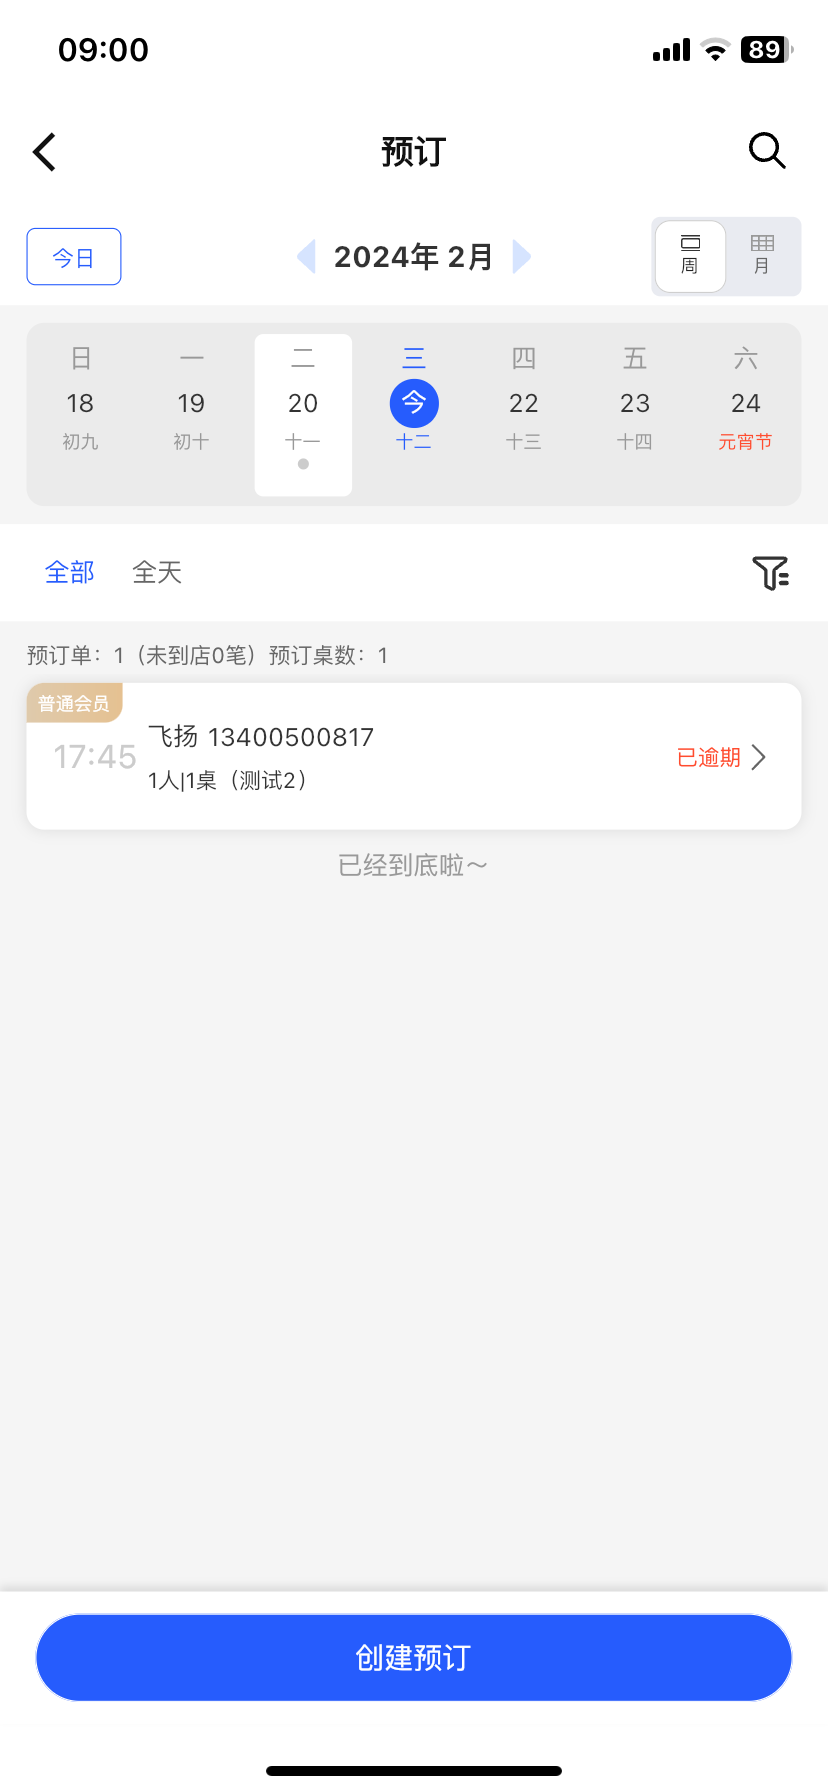 09:00 89
预订
今日 2024年 2月 周 月
日 一 二 三 四 五 六
18 19 20 今 22 23 24
初九 初十 十一 十二 十三 十四 元宵节
全部 全天
预订单：1（未到店0笔）预订桌数：1
普通会员
飞扬 13400500817
17:45 已逾期
1人|1桌（测试2）
已经到底啦～
创建预订